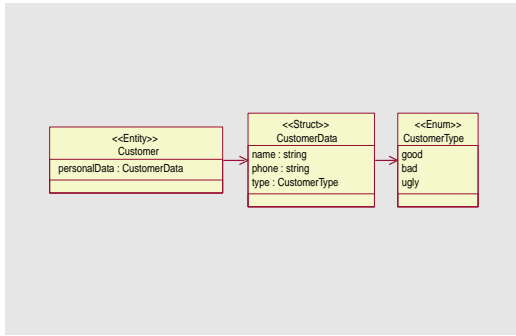 <<Entity>>
Customer
personalData : CustomerData
<<Struct>>
CustomerData
name : string
phone : string
type : CustomerType
<<Enum>>
CustomerType
good
bad
ugly